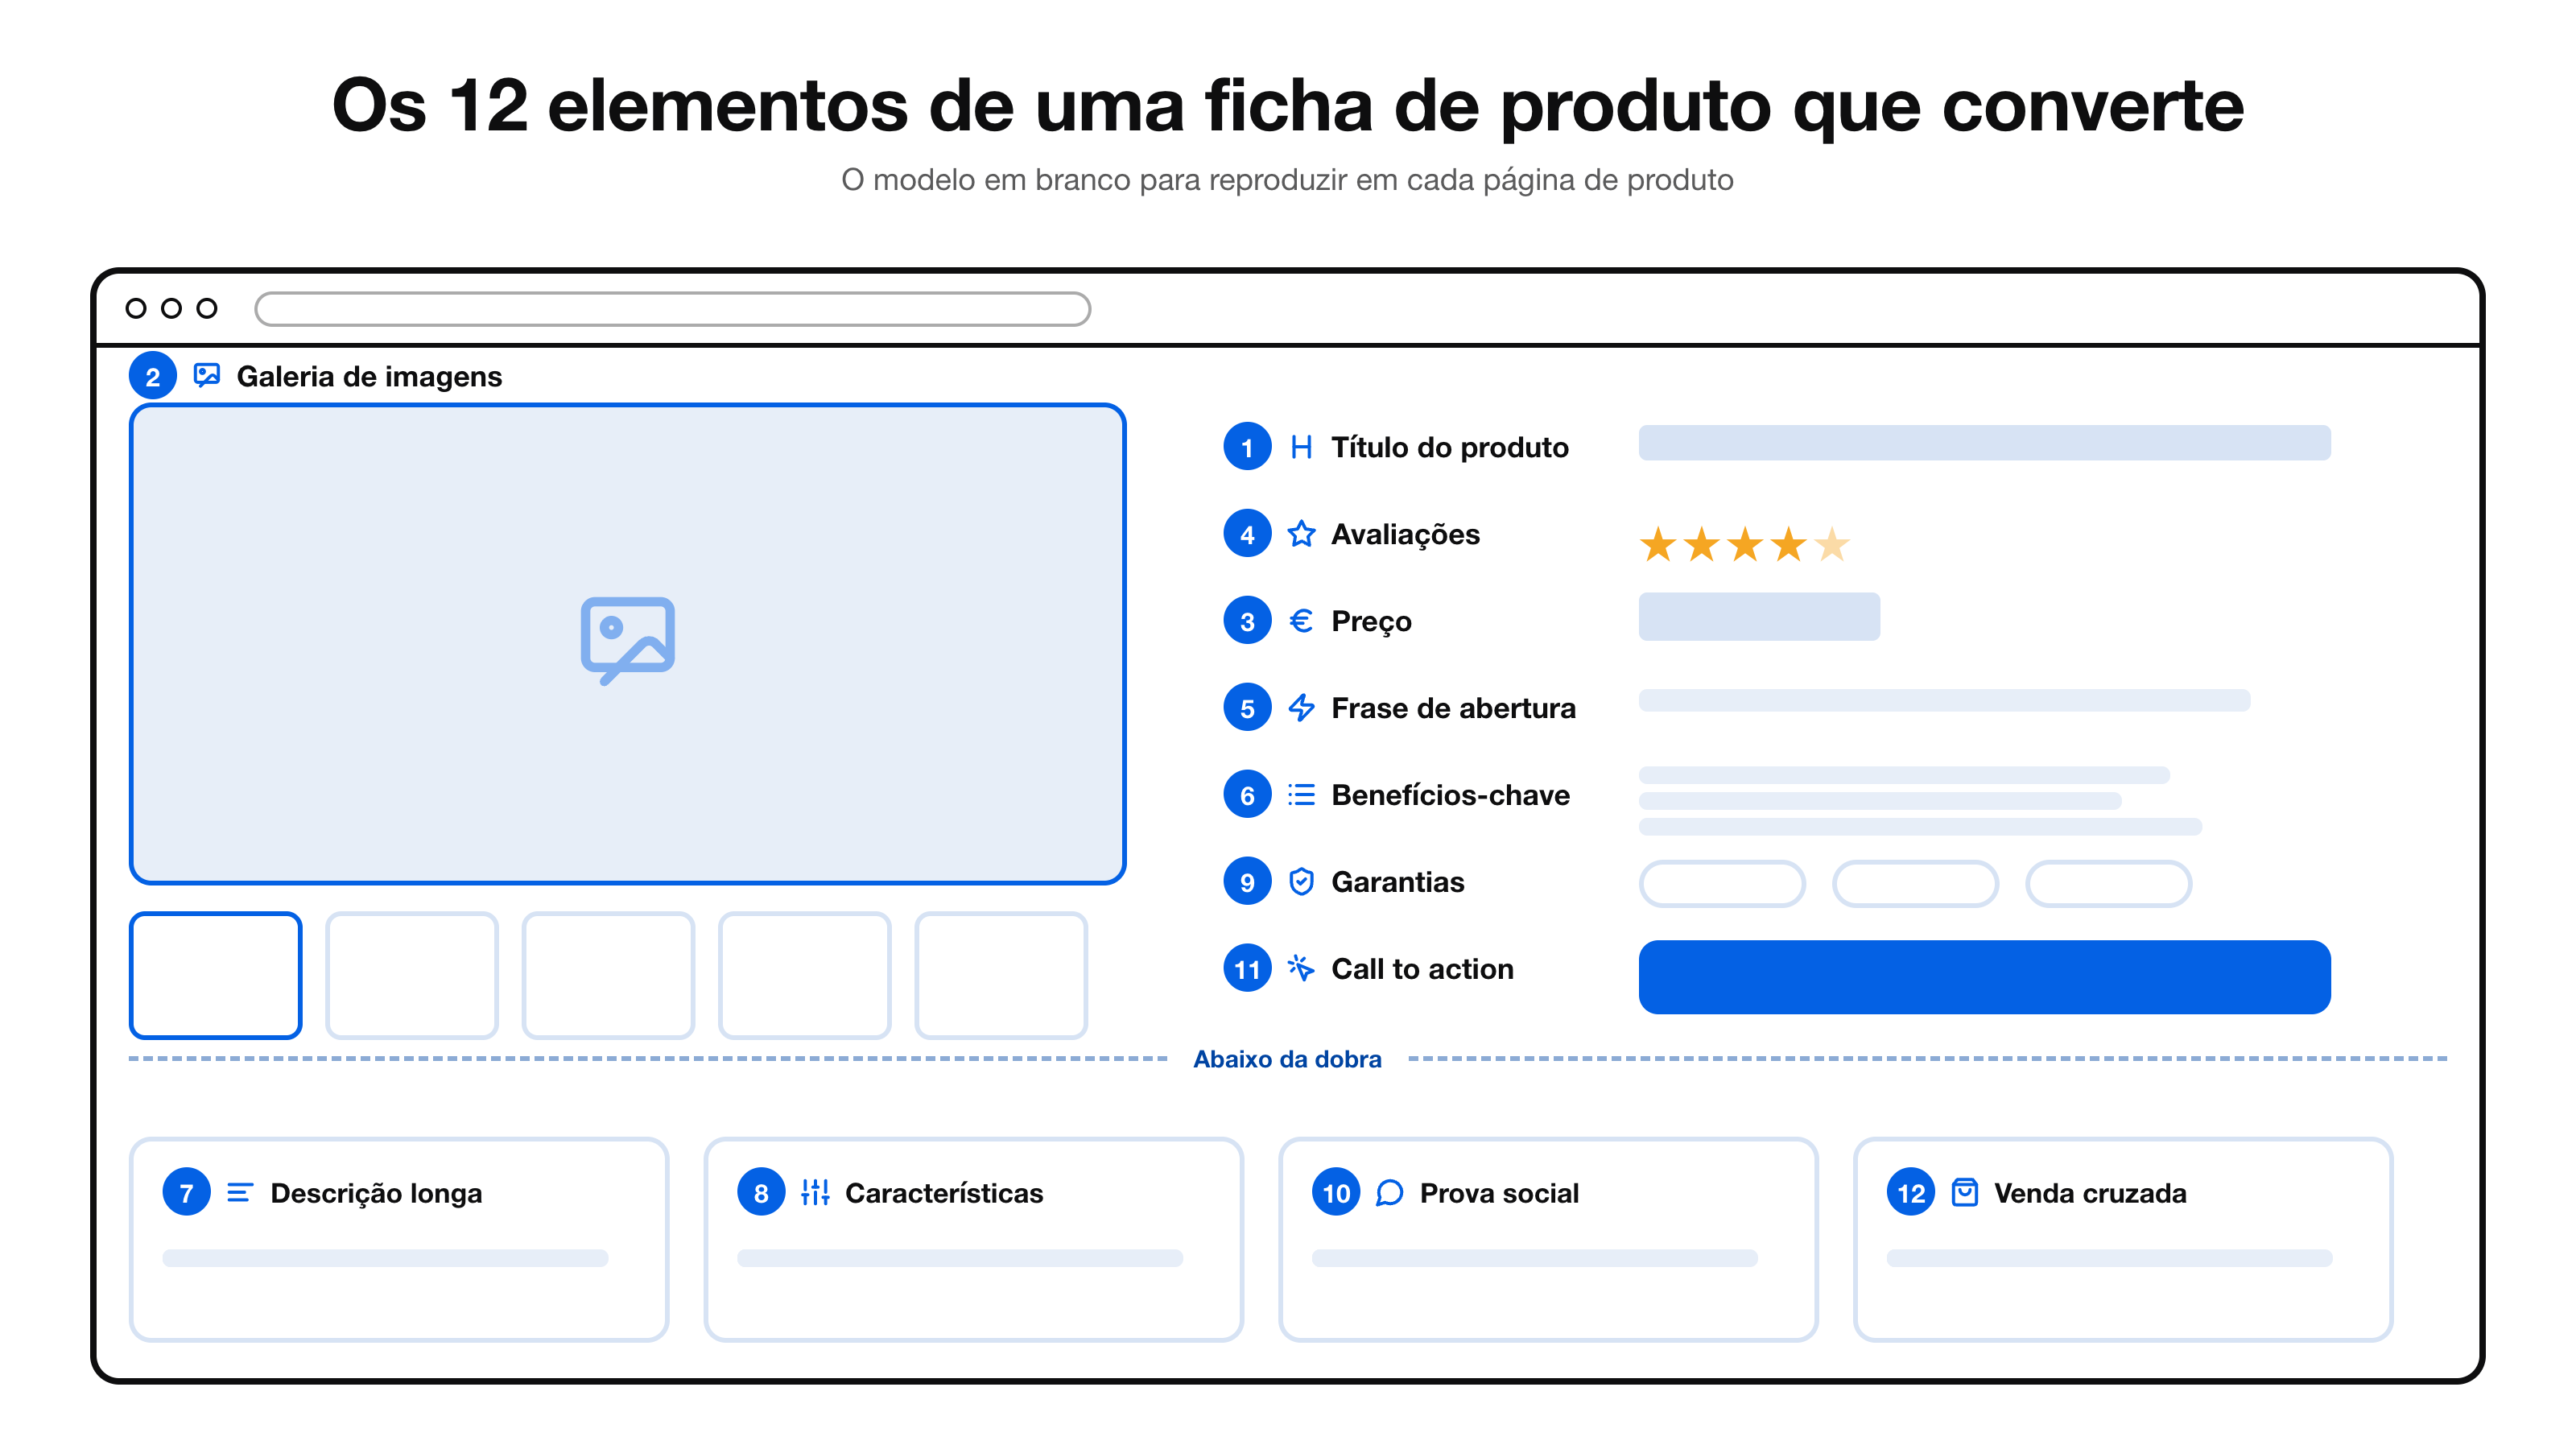 Os 12 elementos de uma ficha de produto que converte
O modelo em branco para reproduzir em cada página de produto
2 Galeria de imagens
1 Título do produto
4 Avaliações
3 € Preço
5 Frase de abertura
6 Benefícios-chave
9 Garantias
11 Call to action
Abaixo da dobra
7 Descrição longa
8 Características
10 Prova social
12 Venda cruzada